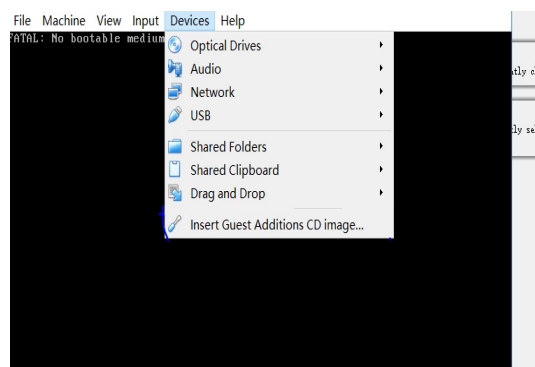 File Machine View Input Devices Help
FATAL: No bootable medium
Optical Drives
Audio
Network
USB
Shared Folders
Shared Clipboard
Drag and Drop
Insert Guest Additions CD image...